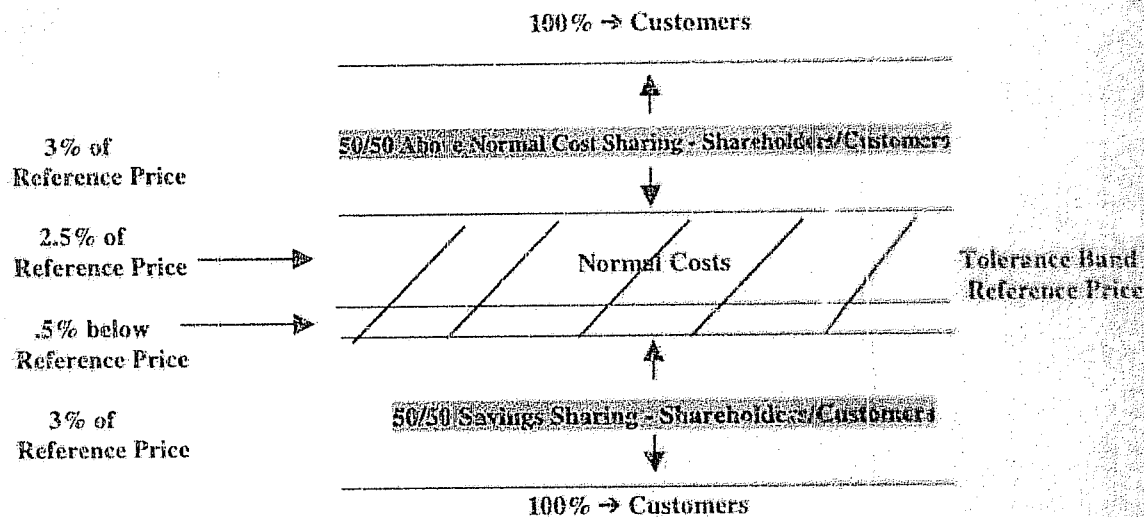 100% → Customers
3% of
Reference Price
50/50 Above Normal Cost Sharing - Shareholders/Customers
2.5% of
Reference Price
Normal Costs
Tolerance Band
Reference Price
.5% below
Reference Price
50/50 Savings Sharing - Shareholders/Customers
3% of
Reference Price
100% → Customers